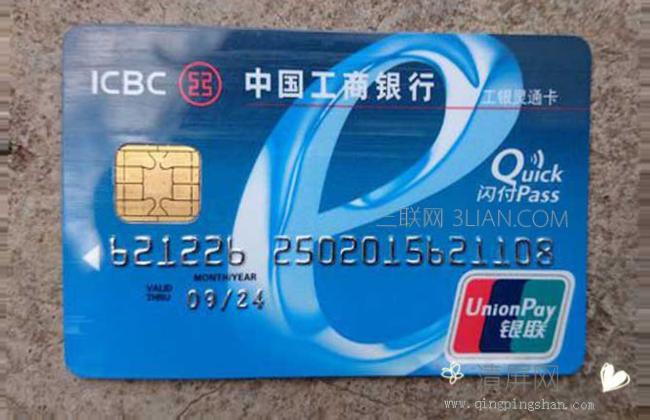 ICBC 中国工商银行
工银灵通卡
Quick
闪付Pass
三联网 3LIAN.COM
621226 2502015621108
MONTH/YEAR
VALID
THRU 09/24
UnionPay
银联
清屏网
www.qingpingshan.com